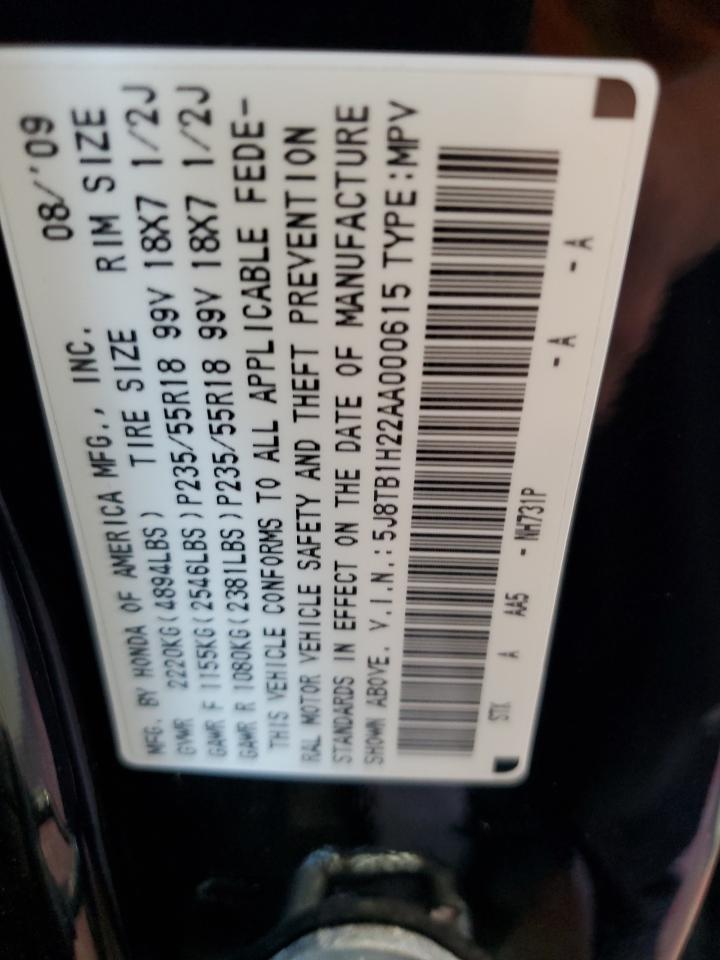 MFG. BY HONDA OF AMERICA MFG., INC. 08/'09
GVWR 2220KG(4894LBS) TIRE SIZE RIM SIZE
GAWR F 1155KG(2546LBS)P235/55R18 99V 18X7 1/2J
GAWR R 1080KG(2381LBS)P235/55R18 99V 18X7 1/2J
THIS VEHICLE CONFORMS TO ALL APPLICABLE FEDE-
RAL MOTOR VEHICLE SAFETY AND THEFT PREVENTION
STANDARDS IN EFFECT ON THE DATE OF MANUFACTURE
SHOWN ABOVE. V.I.N.:5J8TB1H22AA000615 TYPE:MPV
STX A AA5 - NH731P - A - A